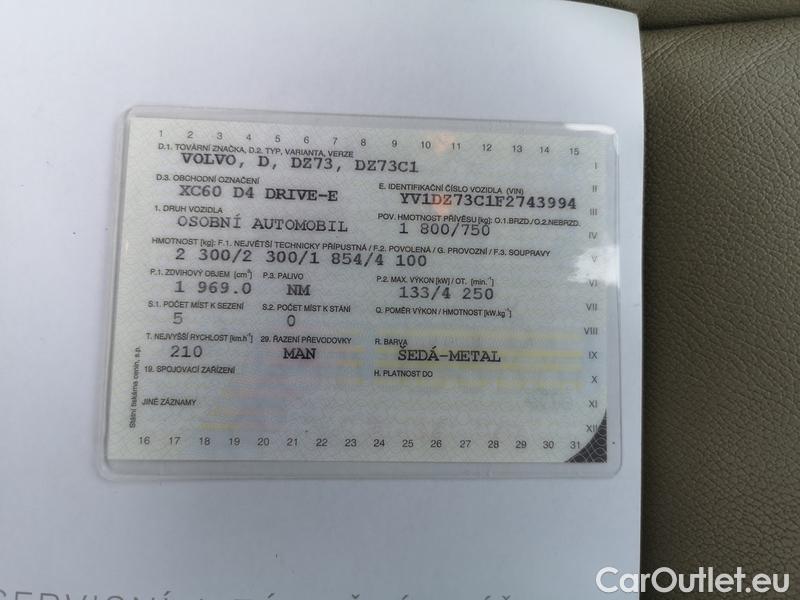 1 2 3 4 5 6 7 8 9 10 11 12 13 14 15
D.1. TOVÁRNÍ ZNAČKA, D.2. TYP, VARIANTA, VERZE I
VOLVO, D, DZ73, DZ73C1
D.3. OBCHODNÍ OZNAČENÍ E. IDENTIFIKAČNÍ ČÍSLO VOZIDLA (VIN) II
XC60 D4 DRIVE-E YV1DZ73C1F2743994
1. DRUH VOZIDLA POV. HMOTNOST PŘÍVĚSU [kg]: O.1.BRZD./O.2.NEBRZD. III
OSOBNÍ AUTOMOBIL 1 800/750 IV
HMOTNOST [kg]: F.1. NEJVĚTŠÍ TECHNICKY PŘÍPUSTNÁ / F.2. POVOLENÁ / G. PROVOZNÍ / F.3. SOUPRAVY
2 300/2 300/1 854/4 100 V
P.1. ZDVIHOVÝ OBJEM [cm³] P.3. PALIVO P.2. MAX. VÝKON [kW] / OT. [min.⁻¹] VI
1 969.0 NM 133/4 250
S.1. POČET MÍST K SEZENÍ S.2. POČET MÍST K STÁNÍ Q. POMĚR VÝKON / HMOTNOST [kW.kg⁻¹] VII
5 0
T. NEJVYŠŠÍ RYCHLOST [km.h⁻¹] 29. ŘAZENÍ PŘEVODOVKY R. BARVA VIII
210 MAN ŠEDÁ-METAL IX
19. SPOJOVACÍ ZAŘÍZENÍ H. PLATNOST DO X
JINÉ ZÁZNAMY XI
XII
16 17 18 19 20 21 22 23 24 25 26 27 28 29 30 31
Státní tiskárna cenin, s.p.
CarOutlet.eu